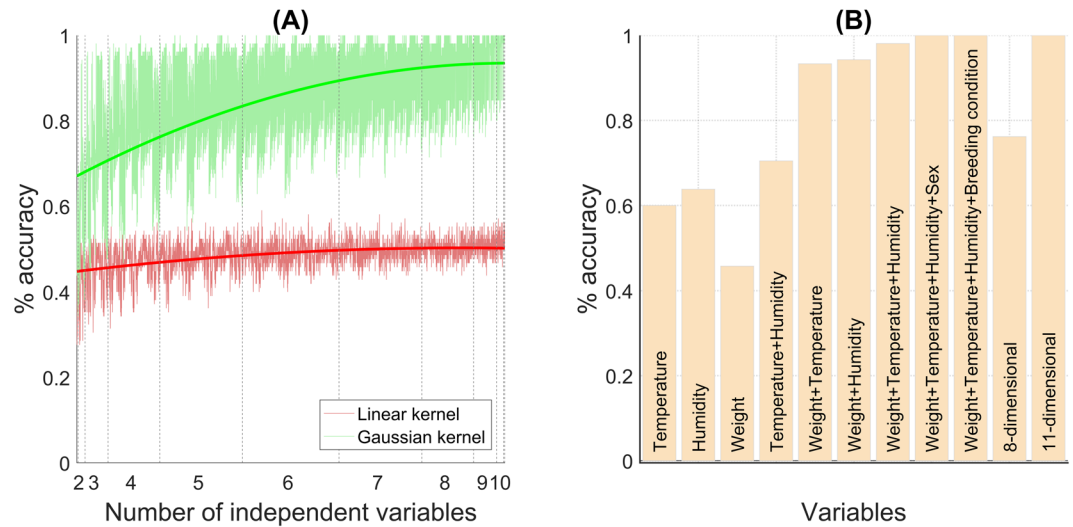 (A)
% accuracy
1
0.8
0.6
0.4
0.2
0
2 3 4 5 6 7 8 9 10
Number of independent variables
Linear kernel
Gaussian kernel
(B)
% accuracy
1
0.8
0.6
0.4
0.2
0
Temperature
Humidity
Weight
Temperature+Humidity
Weight+Temperature
Weight+Humidity
Weight+Temperature+Humidity
Weight+Temperature+Humidity+Sex
Weight+Temperature+Humidity+Breeding condition
8-dimensional
11-dimensional
Variables